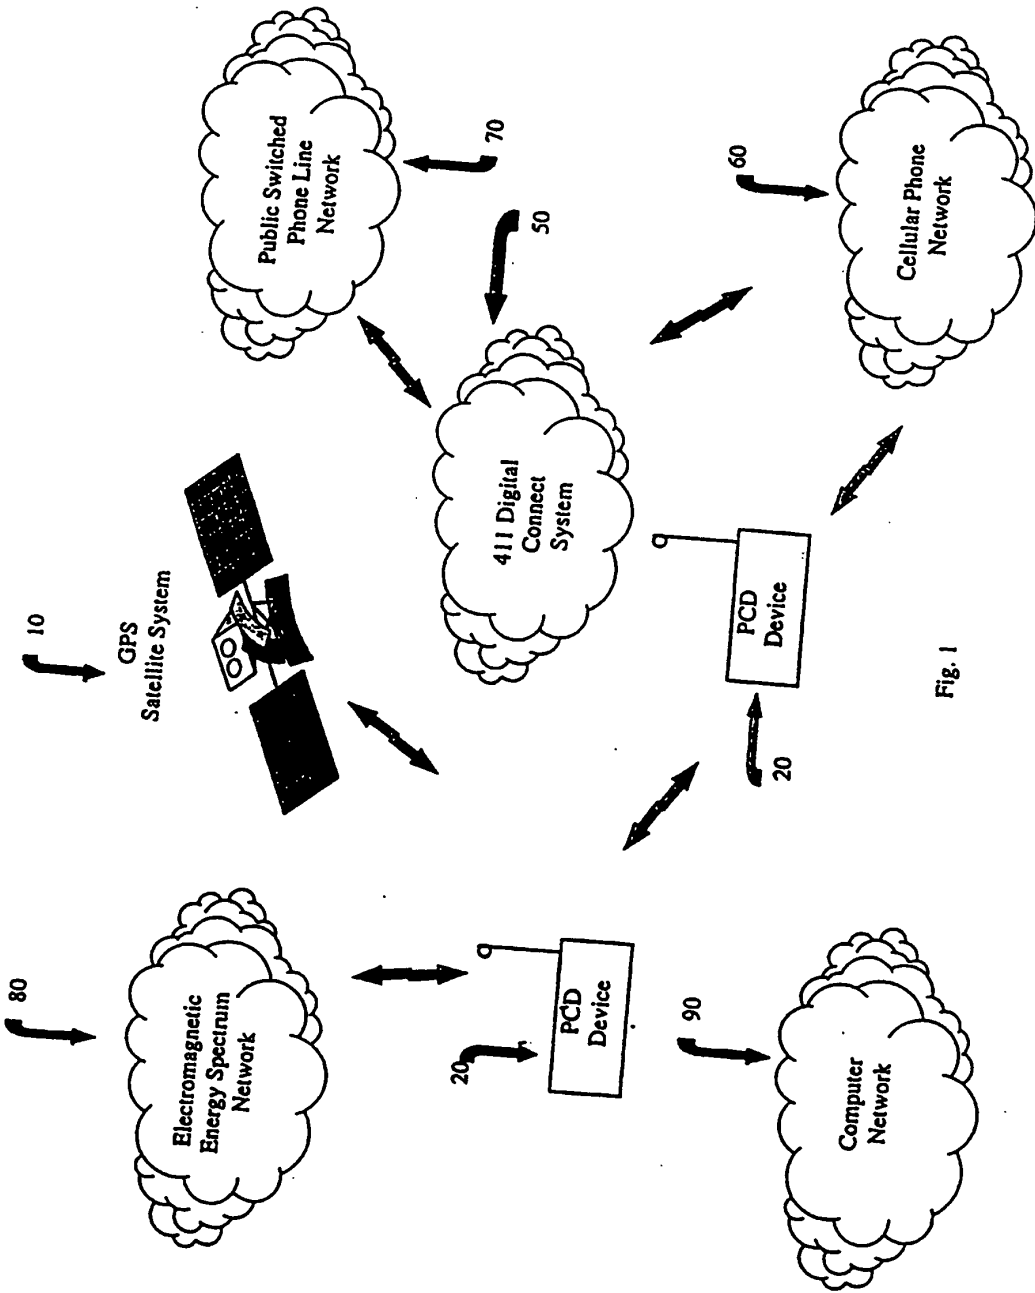 80
10
GPS
Satellite System
Electromagnetic
Energy Spectrum
Network
Public Switched
Phone Line
Network
20
70
411 Digital
Connect
System
50
PCD
Device
90
60
PCD
Device
20
Computer
Network
Cellular Phone
Network
Fig. 1